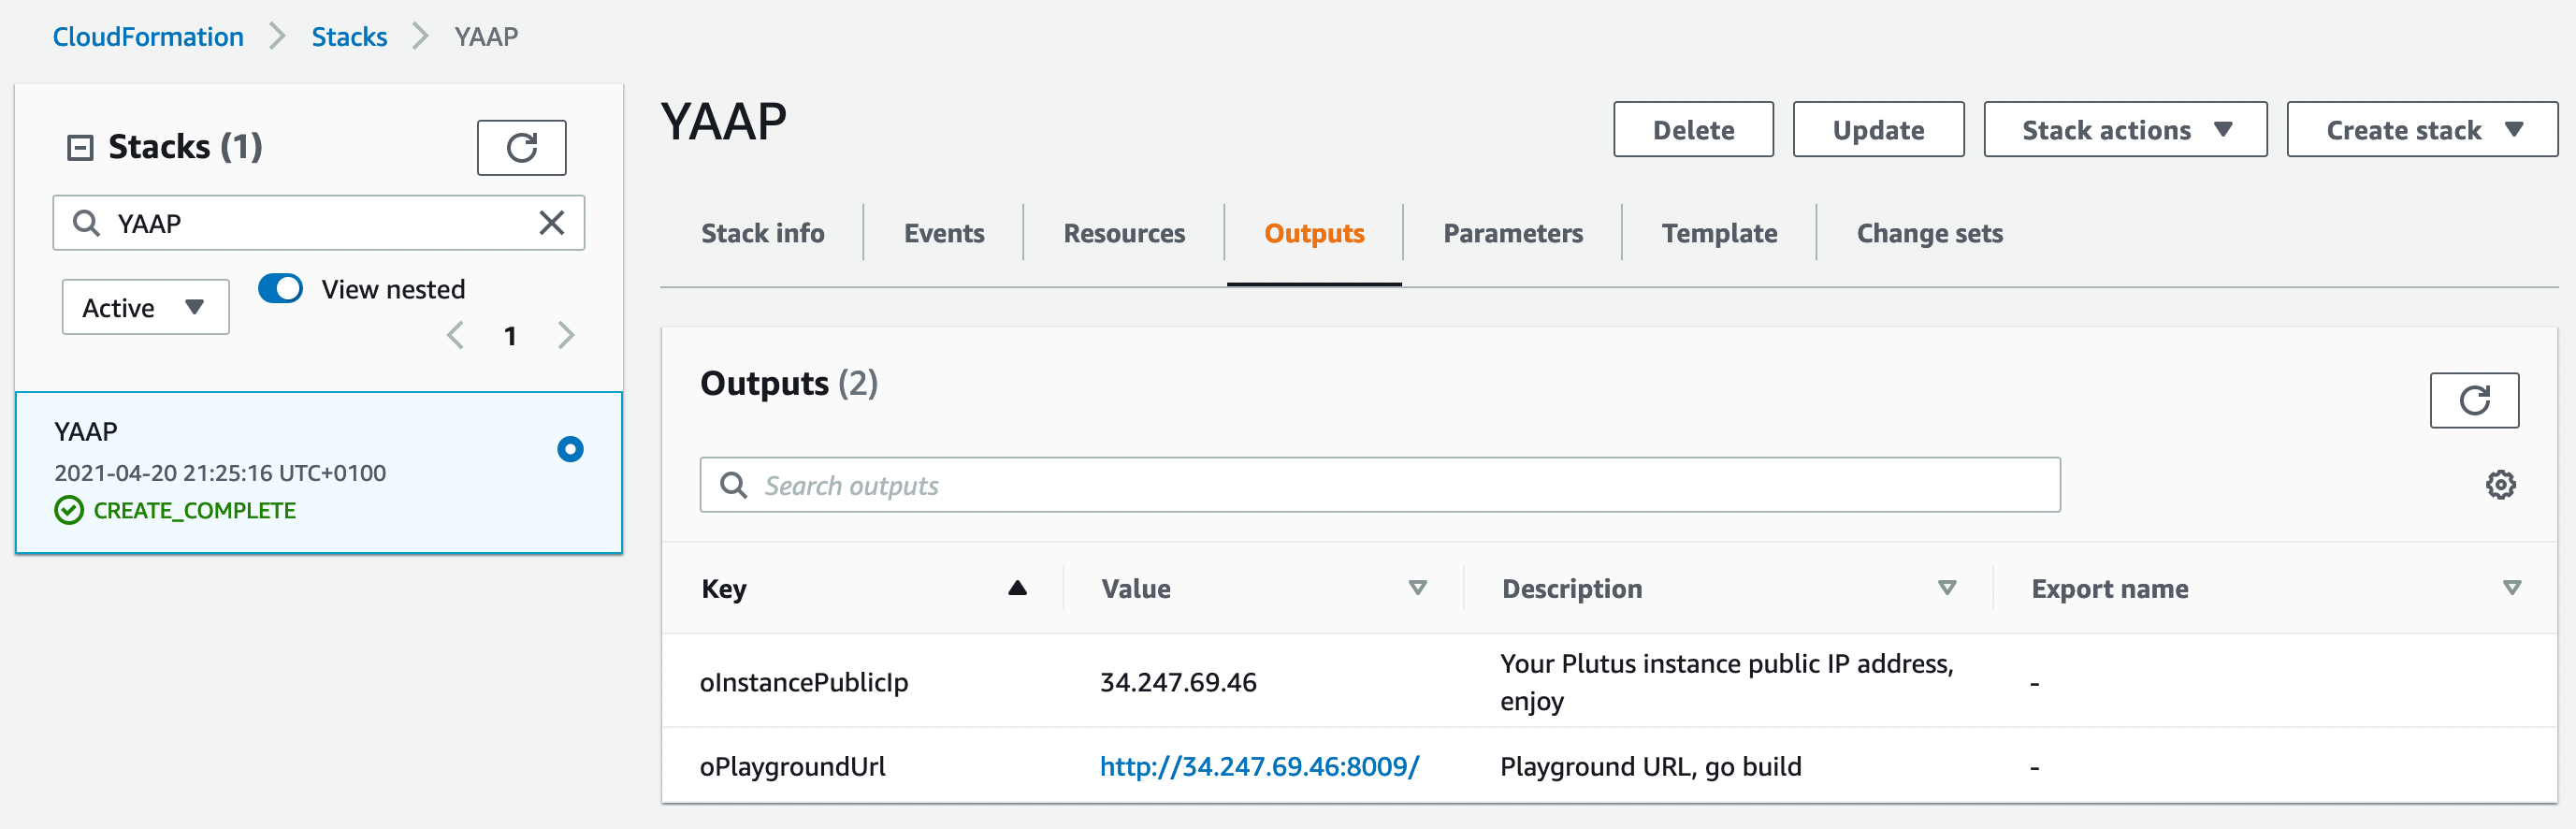 CloudFormation
Stacks
YAAP
Stacks (1)
YAAP
Active
View nested
1
YAAP
2021-04-20 21:25:16 UTC+0100
CREATE_COMPLETE
YAAP
Delete
Update
Stack actions
Create stack
Stack info
Events
Resources
Outputs
Parameters
Template
Change sets
Outputs (2)
Search outputs
Key
Value
Description
Export name
oInstancePublicIp
34.247.69.46
Your Plutus instance public IP address,
enjoy
-
oPlaygroundUrl
http://34.247.69.46:8009/
Playground URL, go build
-